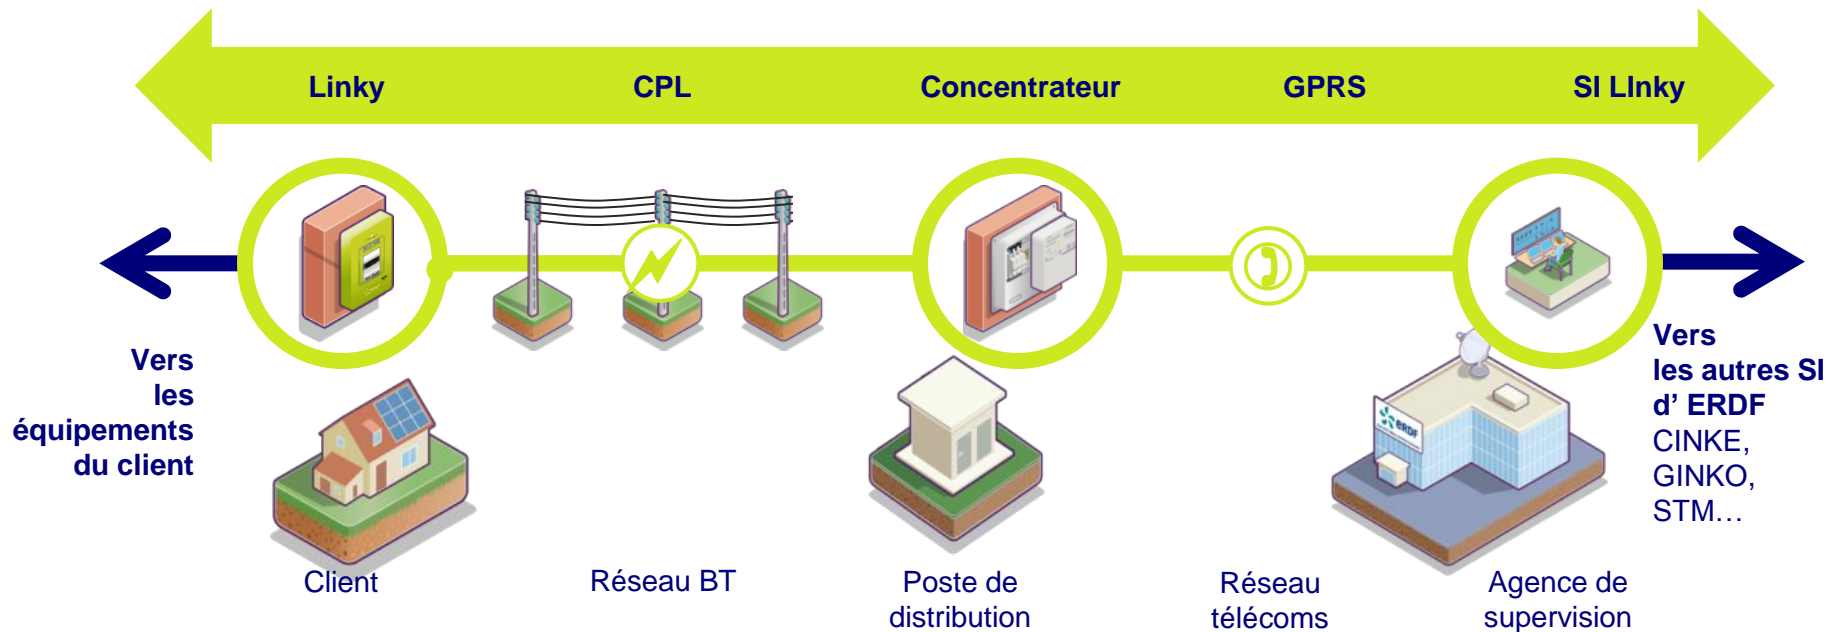 Linky
CPL
Concentrateur
GPRS
SI LInky
Vers
les
équipements
du client
Vers
les autres SI
d’ ERDF
CINKE,
GINKO,
STM…
eRDF
Client
Réseau BT
Poste de
distribution
Réseau
télécoms
Agence de
supervision